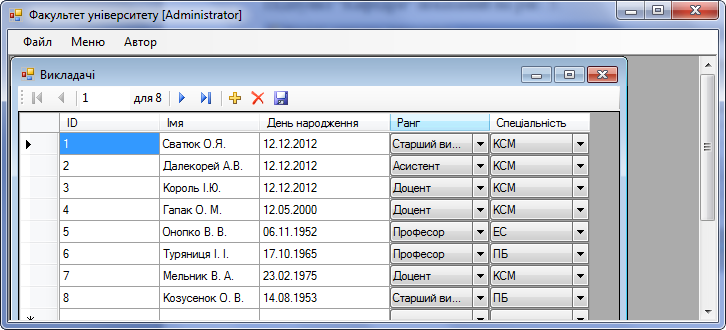 Факультет університету [Administrator]
Файл Меню Автор
Викладачі
1 для 8
ID Імя День народження Ранг Спеціальність
1 Сватюк О.Я. 12.12.2012 Старший ви... КСМ
2 Далекорей А.В. 12.12.2012 Асистент КСМ
3 Король І.Ю. 12.12.2012 Доцент КСМ
4 Гапак О. М. 12.05.2000 Доцент КСМ
5 Онопко В. В. 06.11.1952 Професор ЕС
6 Туряниця І. І. 17.10.1965 Професор ПБ
7 Мельник В. А. 23.02.1975 Доцент КСМ
8 Козусенок О. В. 14.08.1953 Старший ви... ПБ